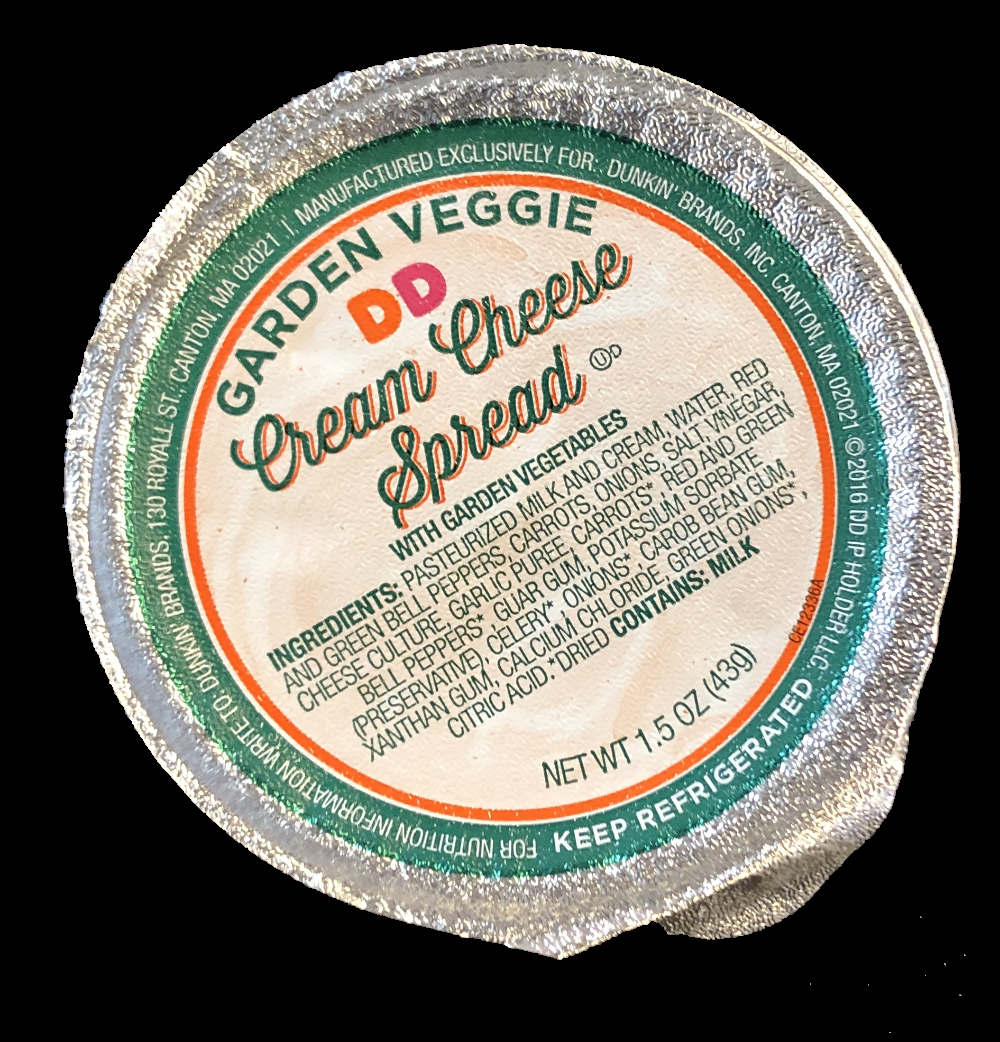 MANUFACTURED EXCLUSIVELY FOR: DUNKIN' BRANDS, INC. CANTON, MA 02021 ©2016 DD IP HOLDER LLC.
GARDEN VEGGIE
DD
Cream Cheese
Spread ⓊD
WITH GARDEN VEGETABLES
INGREDIENTS: PASTEURIZED MILK AND CREAM, WATER, RED
AND GREEN BELL PEPPERS, CARROTS, ONIONS, SALT, VINEGAR,
CHEESE CULTURE, GARLIC PUREE, CARROTS*, RED AND GREEN
BELL PEPPERS*, GUAR GUM, POTASSIUM SORBATE
(PRESERVATIVE), CELERY*, ONIONS*, CAROB BEAN GUM,
XANTHAN GUM, CALCIUM CHLORIDE, GREEN ONIONS*,
CITRIC ACID. *DRIED CONTAINS: MILK
NET WT 1.5 OZ (43g)
CE12336A
KEEP REFRIGERATED
FOR NUTRITION INFORMATION, WRITE TO: DUNKIN' BRANDS, 130 ROYALL ST., CANTON, MA 02021 |